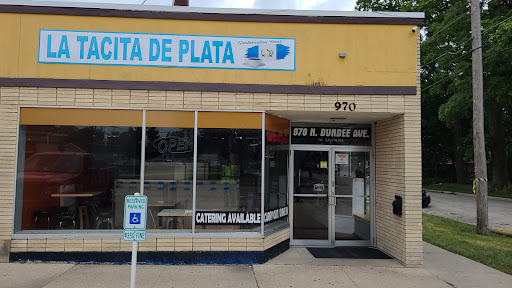 LA TACITA DE PLATA
970
970 N. DUNDEE AVE.
OPEN
CATERING AVAILABLE
RESERVED
PARKING